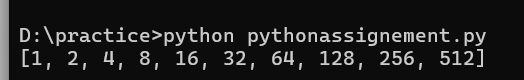 D:\practice>python pythonassignement.py
[1, 2, 4, 8, 16, 32, 64, 128, 256, 512]